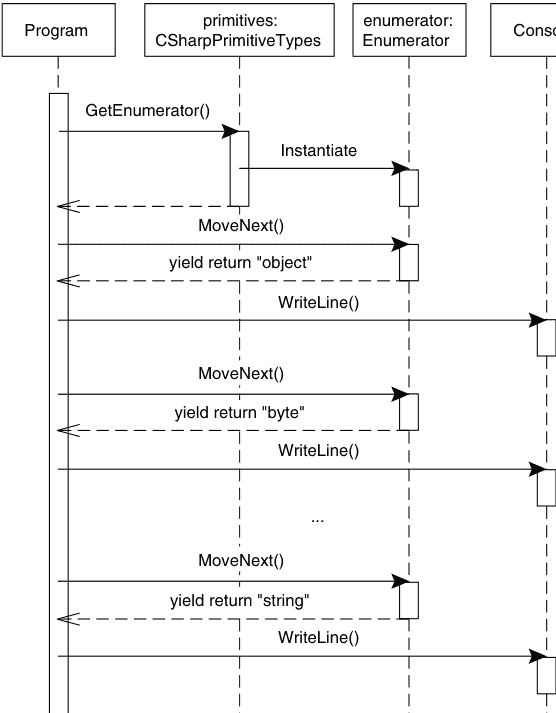 Program
primitives:
CSharpPrimitiveTypes
enumerator:
Enumerator
GetEnumerator()
Instantiate
MoveNext()
yield return "object"
WriteLine()
MoveNext()
yield return "byte"
WriteLine()
...
MoveNext()
yield return "string"
WriteLine()